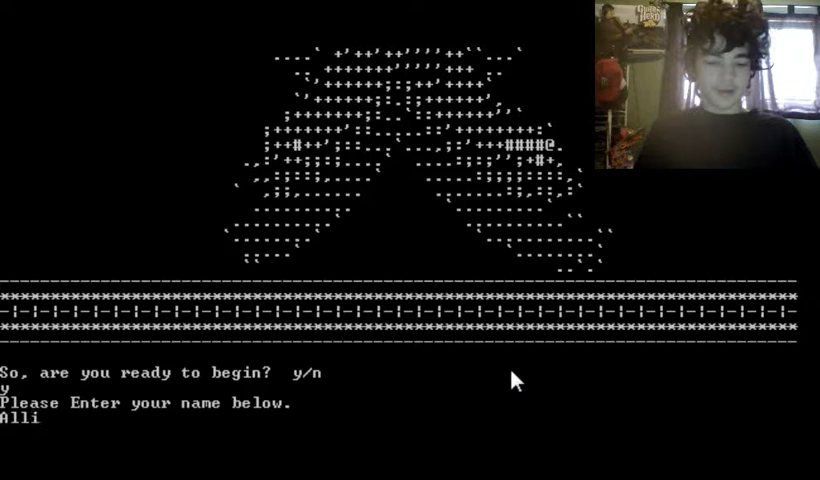 So, are you ready to begin?  y/n
y
Please Enter your name below.
Alli